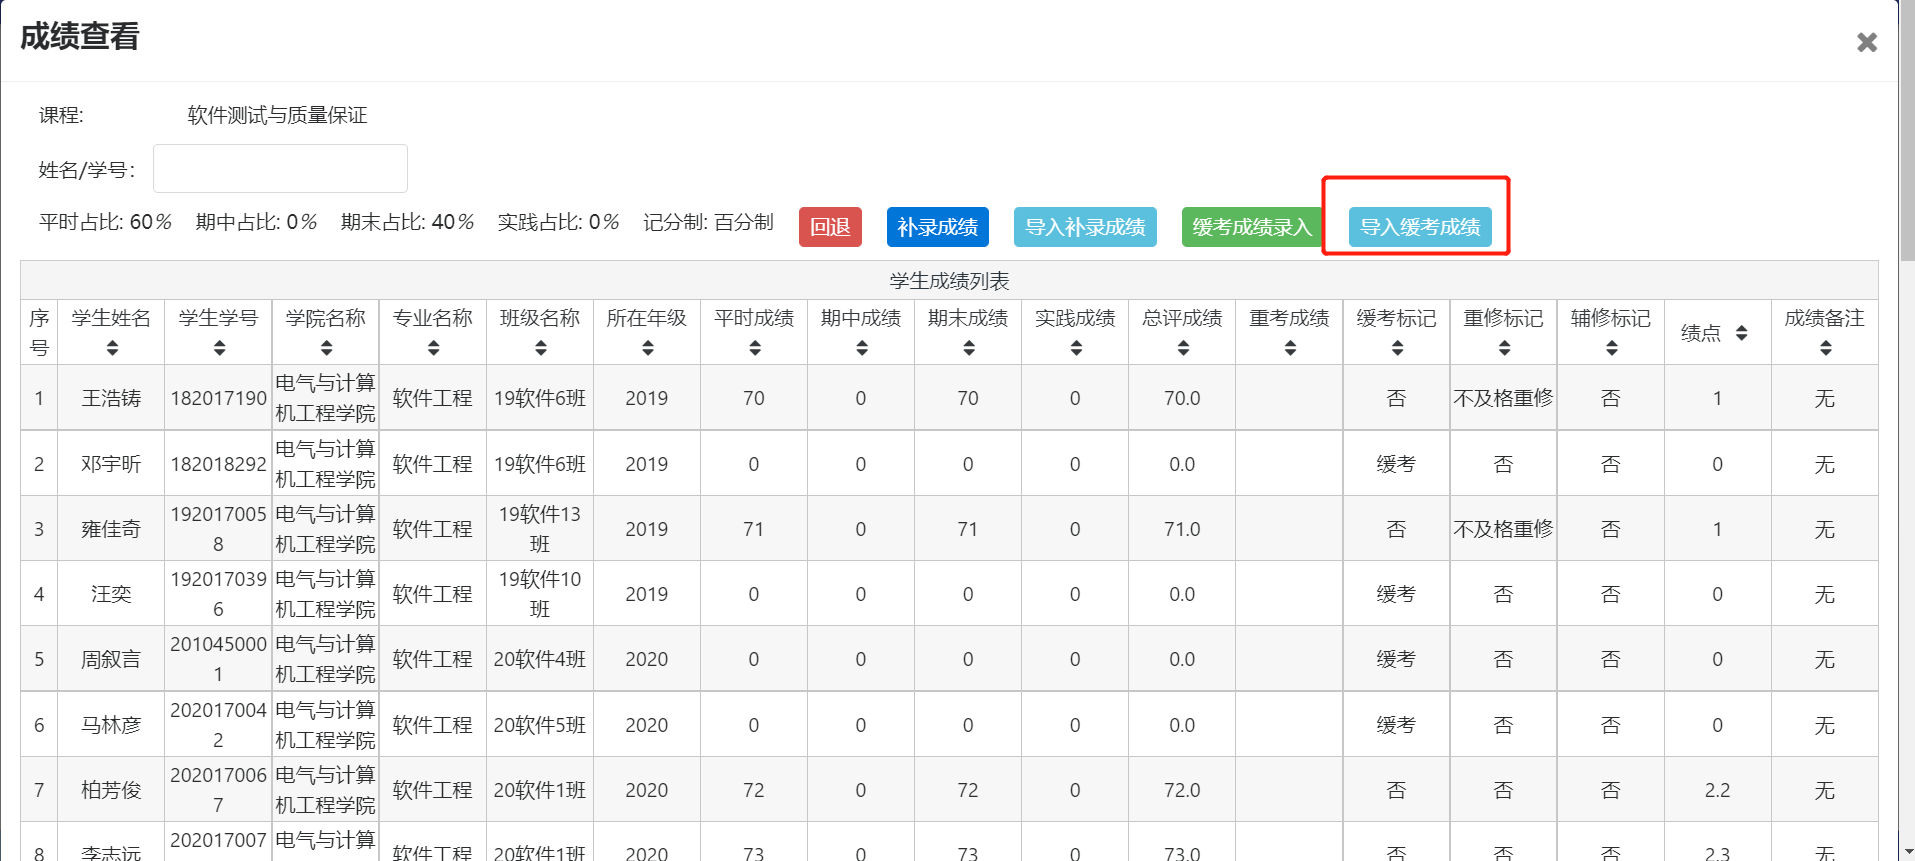 成绩查看
课程: 软件测试与质量保证
姓名/学号:
平时占比: 60% 期中占比: 0% 期末占比: 40% 实践占比: 0% 记分制: 百分制 回退 补录成绩 导入补录成绩 缓考成绩录入 导入缓考成绩
学生成绩列表
序号 学生姓名 学生学号 学院名称 专业名称 班级名称 所在年级 平时成绩 期中成绩 期末成绩 实践成绩 总评成绩 重考成绩 缓考标记 重修标记 辅修标记 绩点 成绩备注
1 王浩铸 182017190 电气与计算机工程学院 软件工程 19软件6班 2019 70 0 70 0 70.0 否 不及格重修 否 1 无
2 邓宇昕 182018292 电气与计算机工程学院 软件工程 19软件6班 2019 0 0 0 0 0.0 缓考 否 否 0 无
3 雍佳奇 1920170058 电气与计算机工程学院 软件工程 19软件13班 2019 71 0 71 0 71.0 否 不及格重修 否 1 无
4 汪奕 1920170396 电气与计算机工程学院 软件工程 19软件10班 2019 0 0 0 0 0.0 缓考 否 否 0 无
5 周叙言 2010450001 电气与计算机工程学院 软件工程 20软件4班 2020 0 0 0 0 0.0 缓考 否 否 0 无
6 马林彦 2020170042 电气与计算机工程学院 软件工程 20软件5班 2020 0 0 0 0 0.0 缓考 否 否 0 无
7 柏芳俊 2020170067 电气与计算机工程学院 软件工程 20软件1班 2020 72 0 72 0 72.0 否 否 否 2.2 无
8 李志远 202017007 电气与计算 软件工程 20软件1班 2020 73 0 73 0 73.0 否 否 否 2.3 无